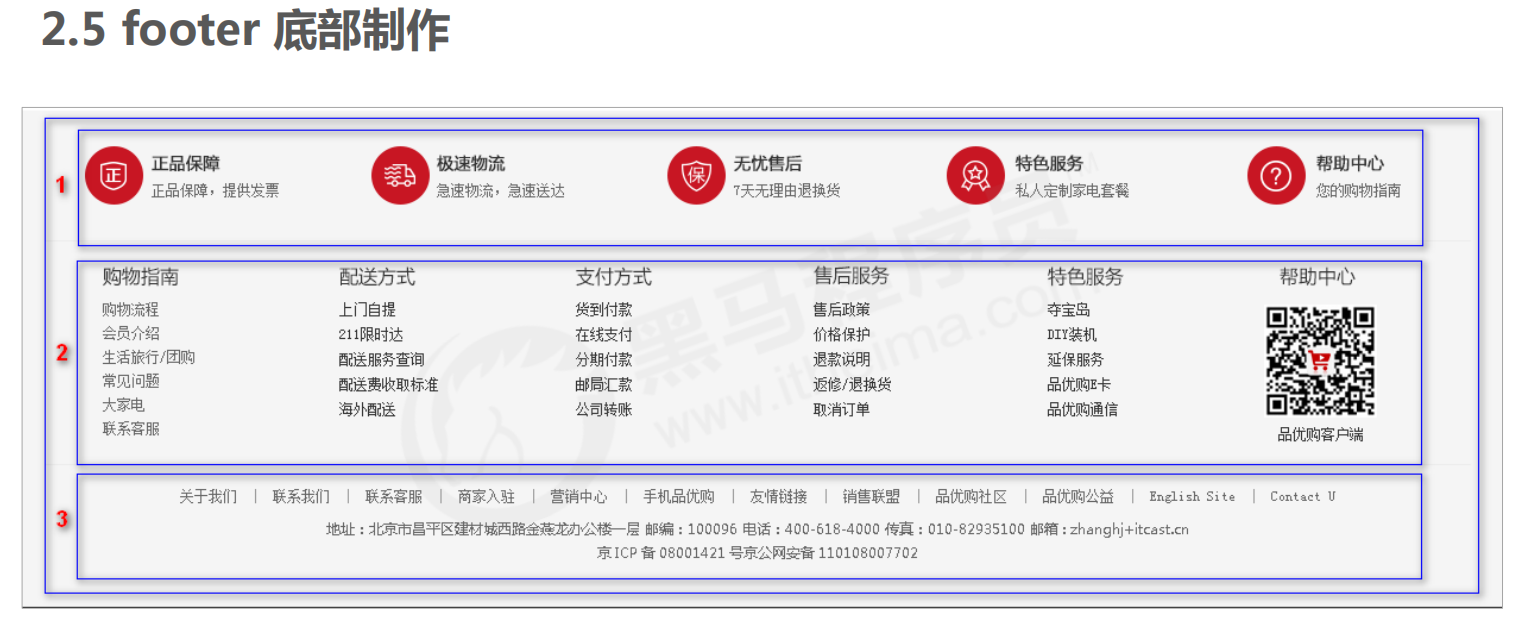 2.5 footer 底部制作
1
正 正品保障 极速物流 保 无忧售后 特色服务 ? 帮助中心
正品保障，提供发票 急速物流，急速送达 7天无理由退换货 私人定制家电套餐 您的购物指南
2
购物指南 配送方式 支付方式 售后服务 特色服务 帮助中心
购物流程 上门自提 货到付款 售后政策 夺宝岛
会员介绍 211限时达 在线支付 价格保护 DIY装机
生活旅行/团购 配送服务查询 分期付款 退款说明 延保服务
常见问题 配送费收取标准 邮局汇款 返修/退换货 品优购E卡
大家电 海外配送 公司转账 取消订单 品优购通信
联系客服 品优购客户端
黑马程序员
www.itheima.com
3
关于我们 | 联系我们 | 联系客服 | 商家入驻 | 营销中心 | 手机品优购 | 友情链接 | 销售联盟 | 品优购社区 | 品优购公益 | English Site | Contact U
地址：北京市昌平区建材城西路金燕龙办公楼一层 邮编：100096 电话：400-618-4000 传真：010-82935100 邮箱：zhanghj+itcast.cn
京ICP备08001421号京公网安备110108007702